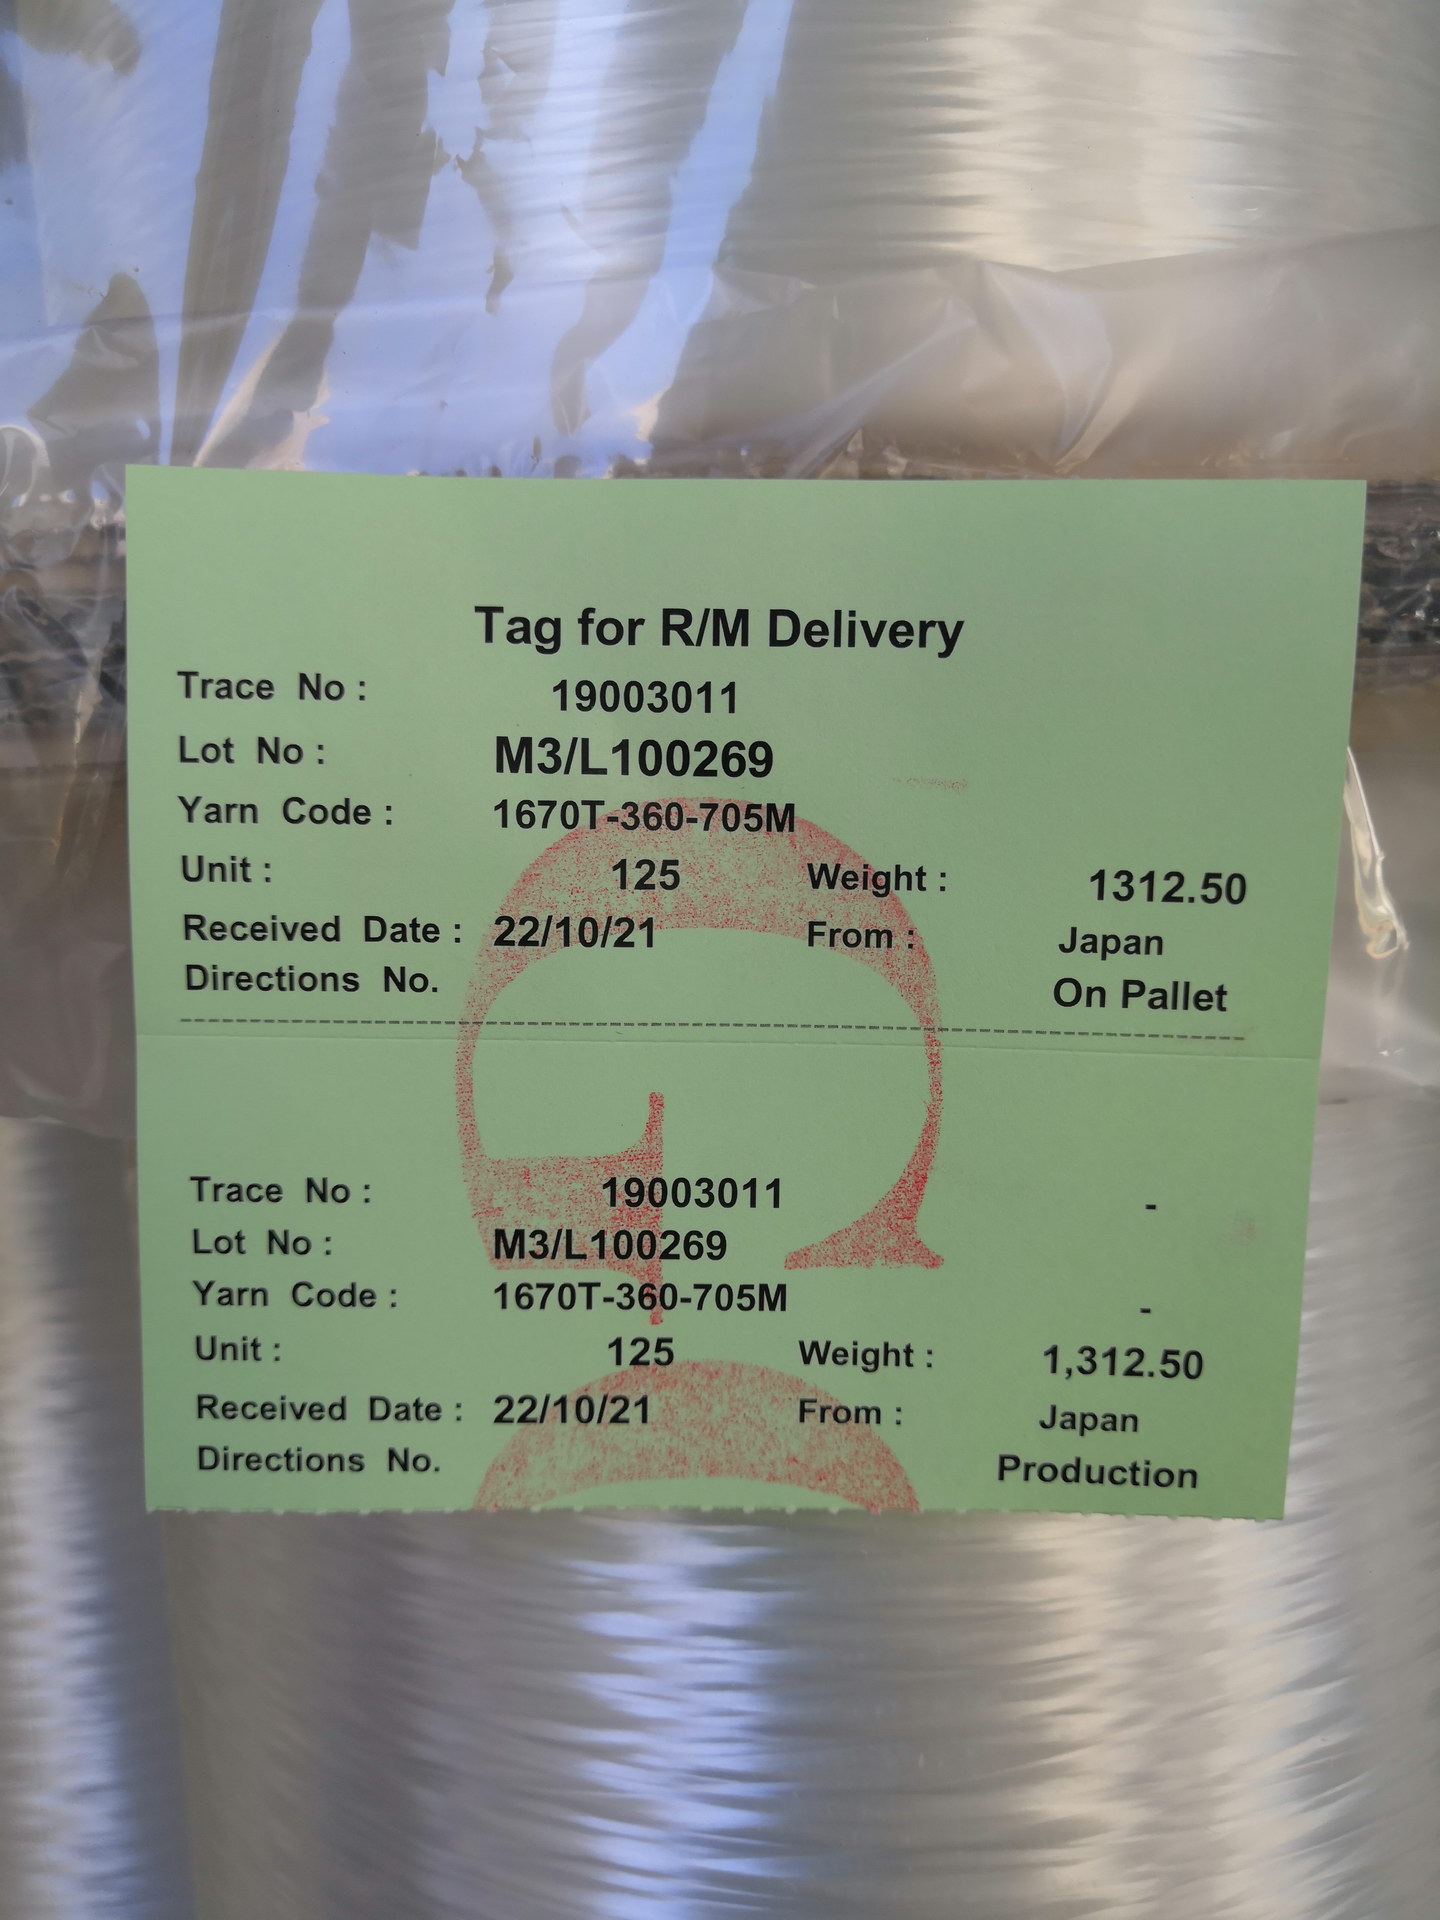 Tag for R/M Delivery
Trace No : 19003011
Lot No : M3/L100269
Yarn Code : 1670T-360-705M
Unit : 125 Weight : 1312.50
Received Date : 22/10/21 From : Japan
Directions No. On Pallet
Trace No : 19003011 -
Lot No : M3/L100269
Yarn Code : 1670T-360-705M -
Unit : 125 Weight : 1,312.50
Received Date : 22/10/21 From : Japan
Directions No. Production